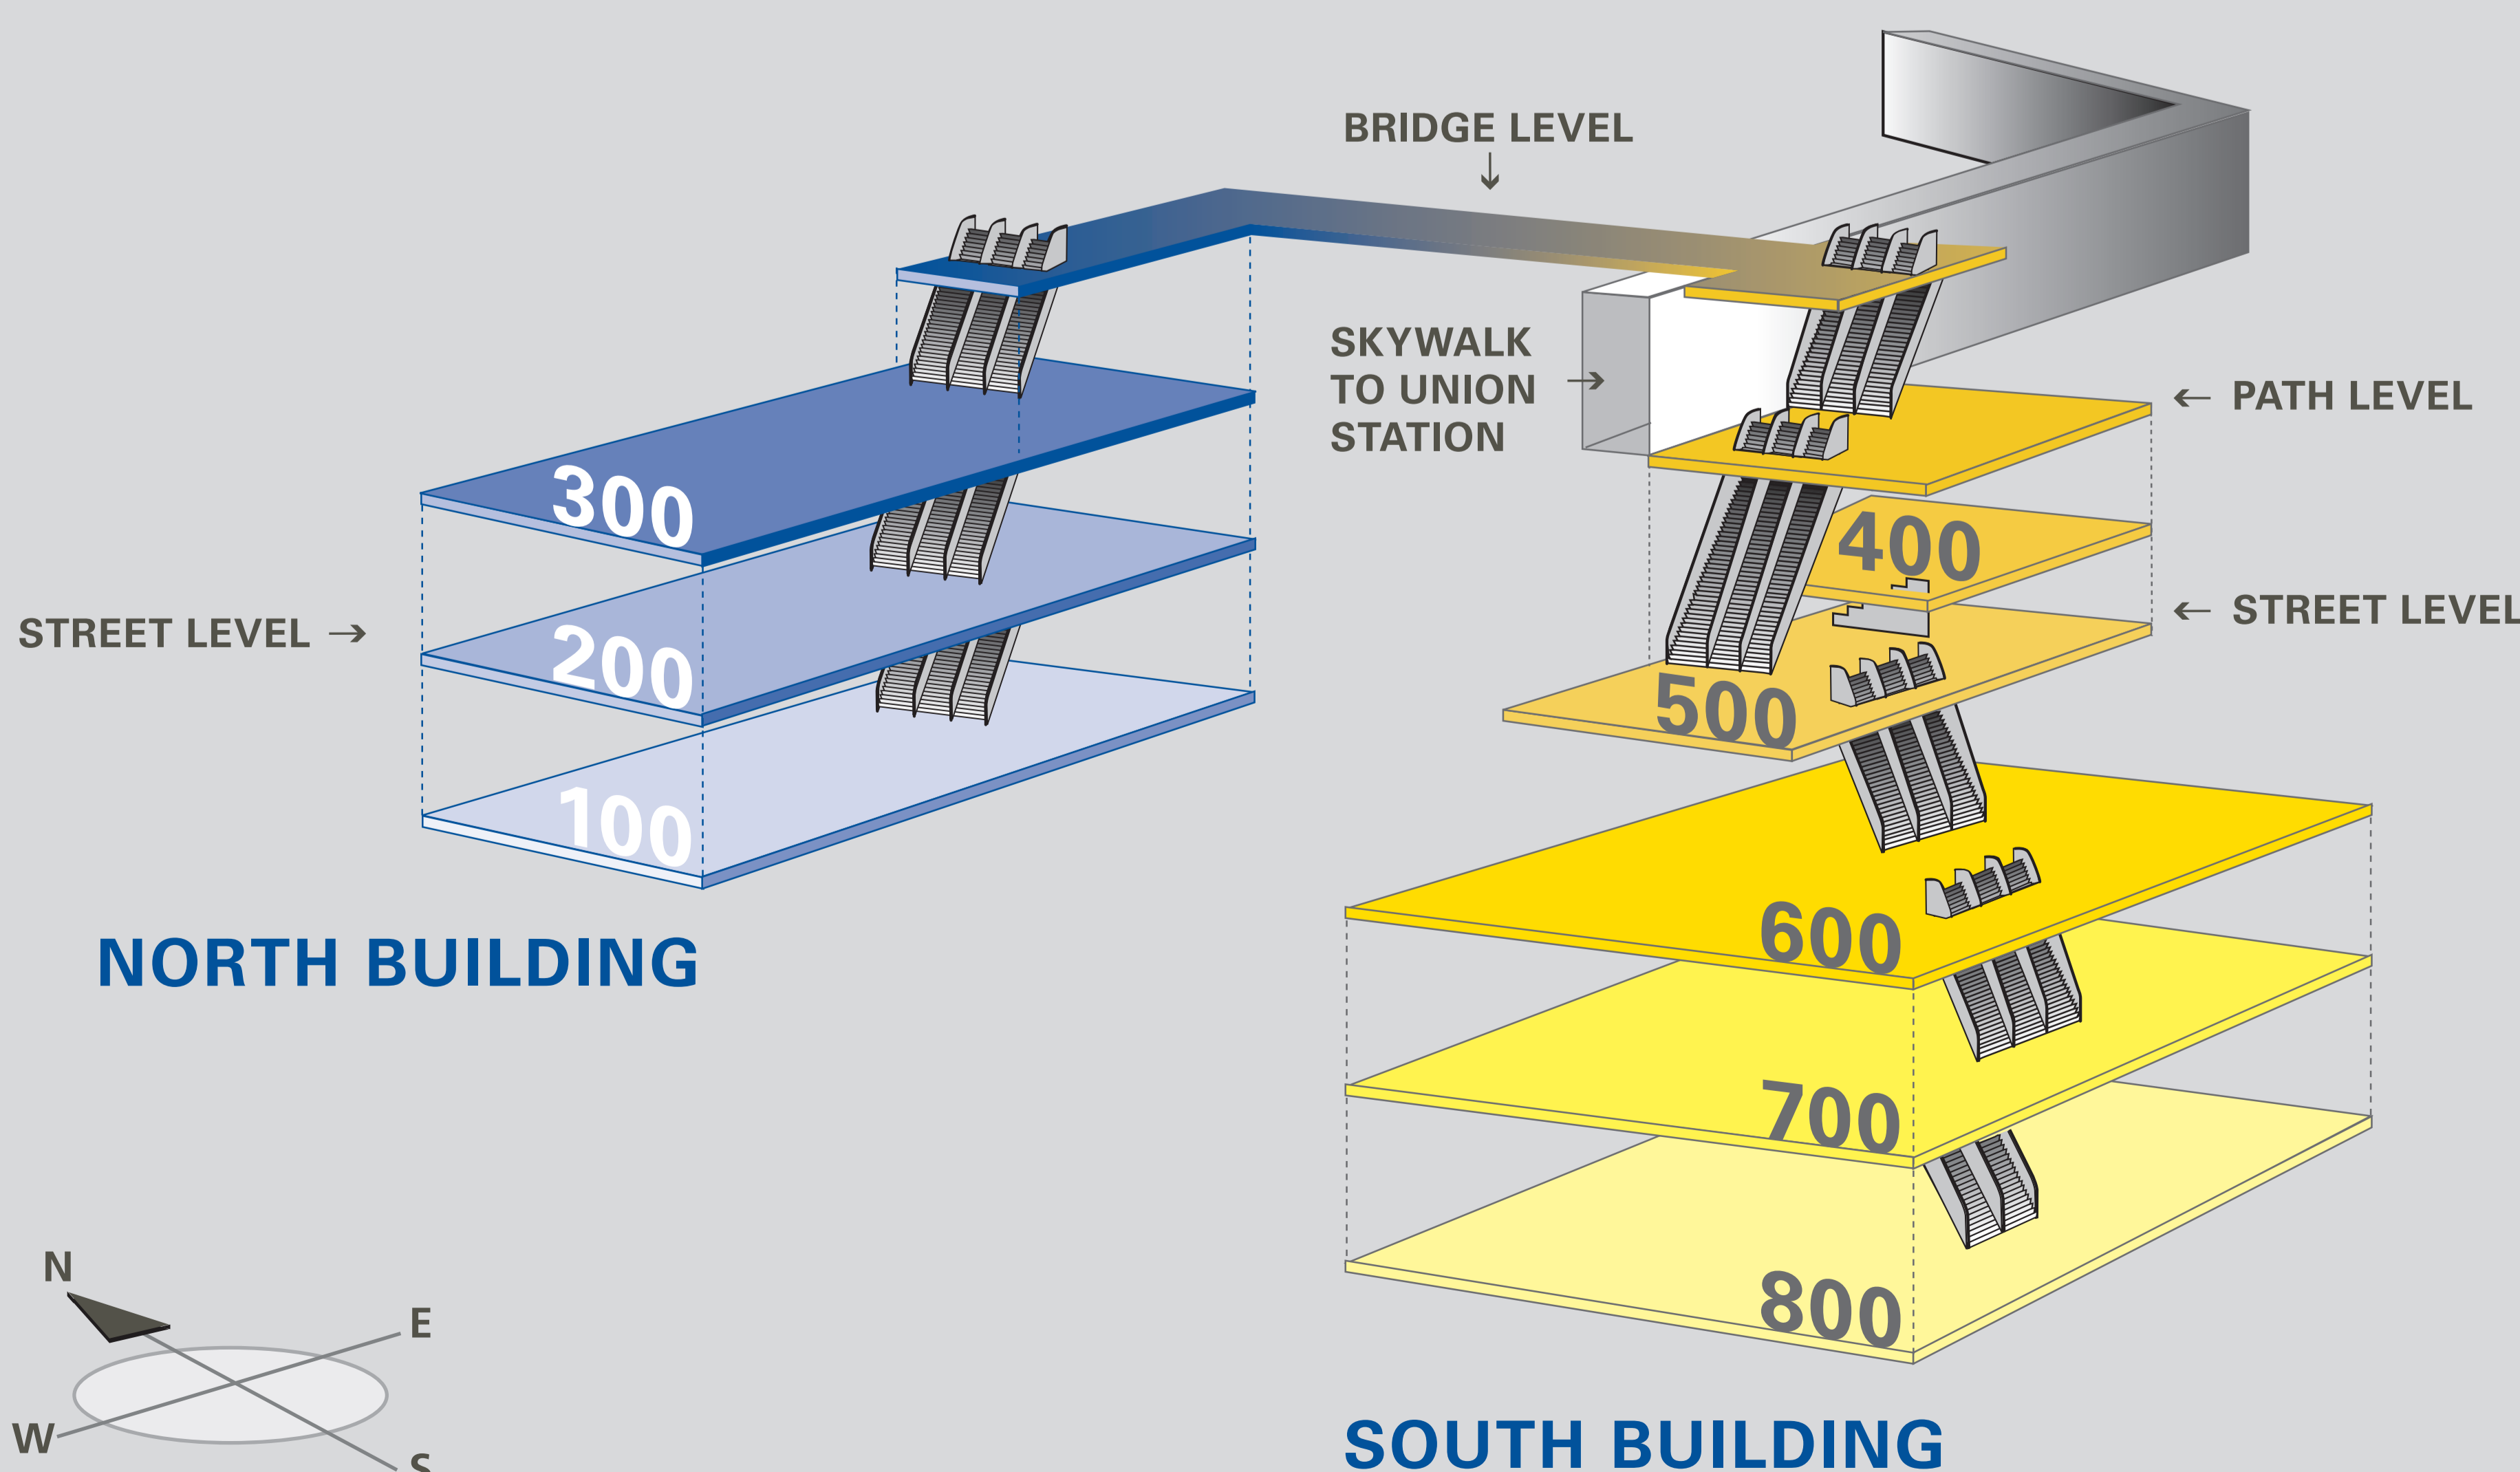 BRIDGE LEVEL
SKYWALK
TO UNION
STATION
PATH LEVEL
300
400
STREET LEVEL
STREET LEVEL
200
500
100
600
NORTH BUILDING
700
800
N
E
W
S
SOUTH BUILDING